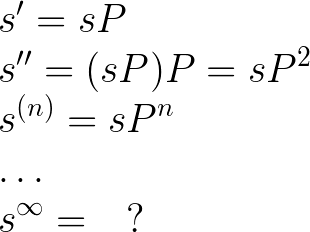 s′ = sP
s″ = (sP)P = sP²
s⁽ⁿ⁾ = sPⁿ
...
s^∞ = ?